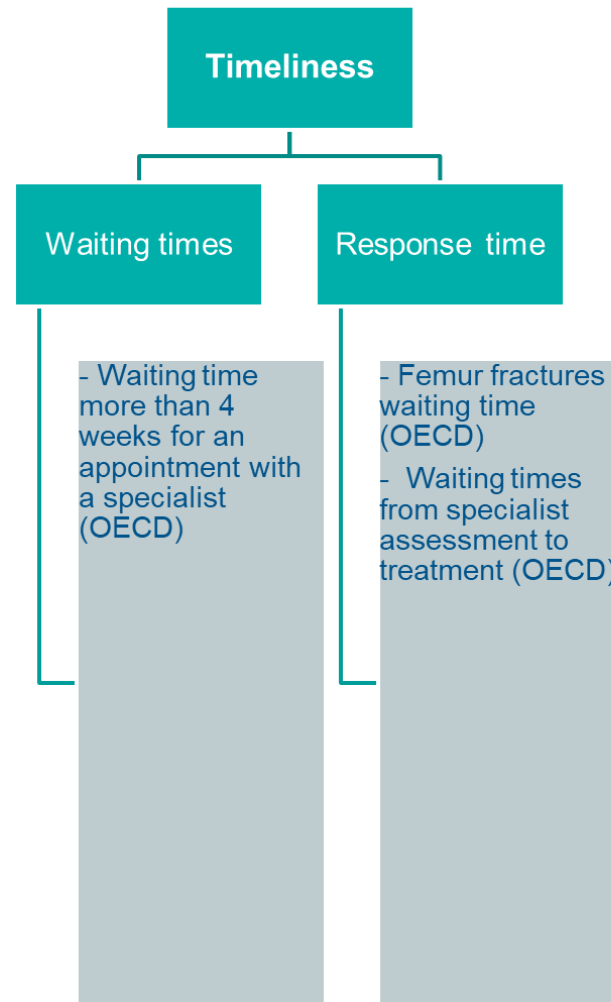 Timeliness
Waiting times
Response time
- Waiting time
more than 4
weeks for an
appointment with
a specialist
(OECD)
- Femur fractures
waiting time
(OECD)
- Waiting times
from specialist
assessment to
treatment (OECD)